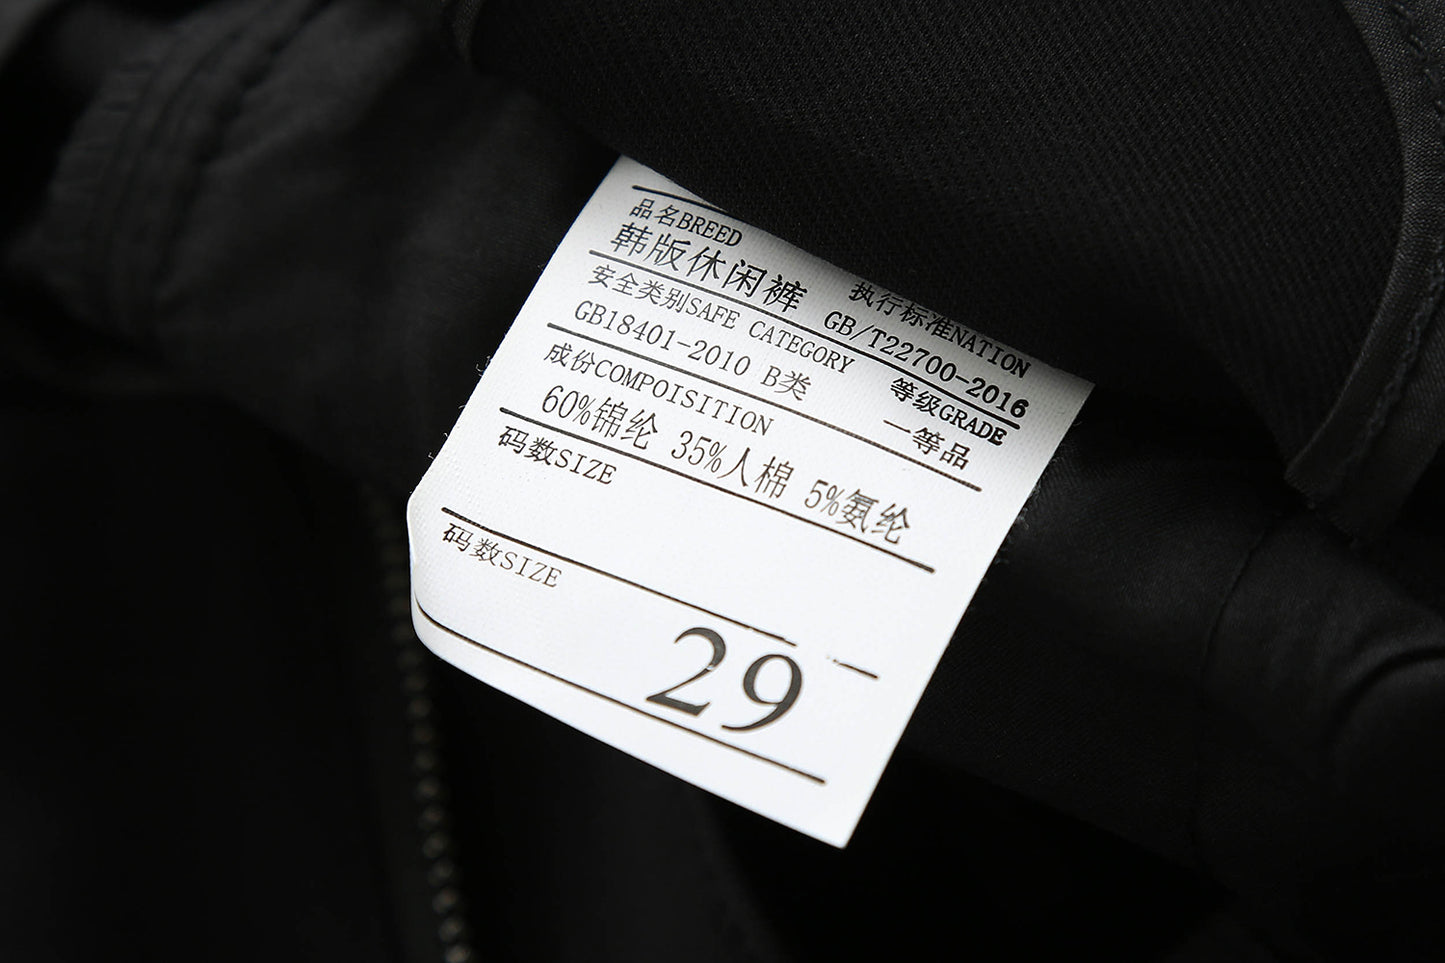 品名BREED
韩版休闲裤
执行标准NATION
GB/T22700-2016
安全类别SAFE CATEGORY
GB18401-2010 B类
等级GRADE
一等品
成份COMPOISITION
60%锦纶 35%人棉 5%氨纶
码数SIZE
码数SIZE
29